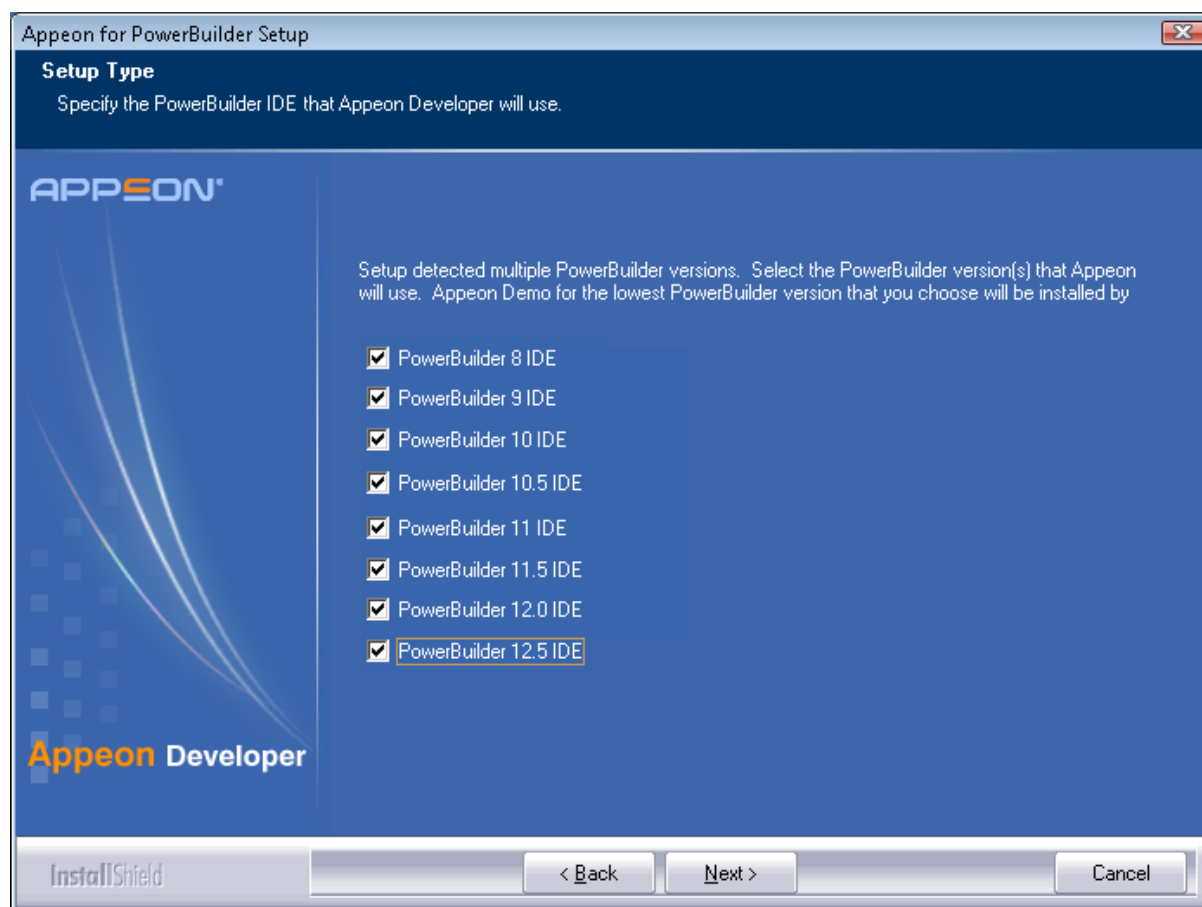 Appeon for PowerBuilder Setup
Setup Type
Specify the PowerBuilder IDE that Appeon Developer will use.
APPEON®
Setup detected multiple PowerBuilder versions.  Select the PowerBuilder version(s) that Appeon
will use.  Appeon Demo for the lowest PowerBuilder version that you choose will be installed by
PowerBuilder 8 IDE
PowerBuilder 9 IDE
PowerBuilder 10 IDE
PowerBuilder 10.5 IDE
PowerBuilder 11 IDE
PowerBuilder 11.5 IDE
PowerBuilder 12.0 IDE
PowerBuilder 12.5 IDE
Appeon Developer
InstallShield
< Back
Next >
Cancel